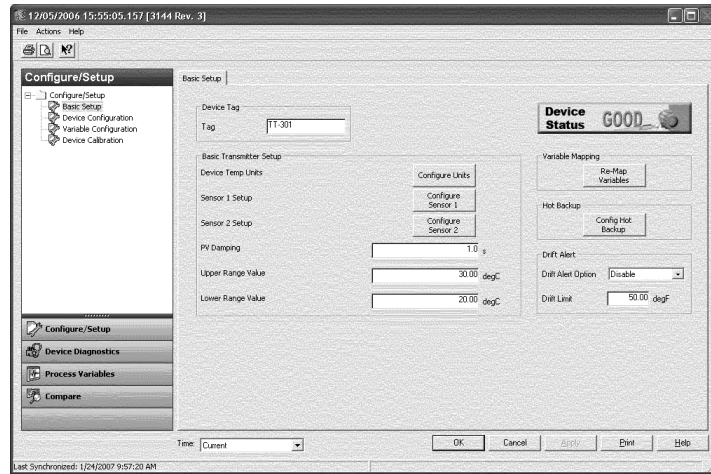 12/05/2006 15:55:05.157 [3144 Rev. 3]
File Actions Help
Configure/Setup
Configure/Setup
Basic Setup
Device Configuration
Variable Configuration
Device Calibration
Configure/Setup
Device Diagnostics
Process Variables
Compare
Basic Setup
Device Tag
Tag TT-301
Device Status GOOD
Basic Transmitter Setup
Device Temp Units Configure Units
Sensor 1 Setup Configure Sensor 1
Sensor 2 Setup Configure Sensor 2
PV Damping 1.0 s
Upper Range Value 30.00 degC
Lower Range Value 20.00 degC
Variable Mapping
Re-Map Variables
Hot Backup
Config Hot Backup
Drift Alert
Drift Alert Option Disable
Drift Limit 50.00 degF
Time: Current
OK Cancel Apply Print Help
Last Synchronized: 1/24/2007 9:57:20 AM